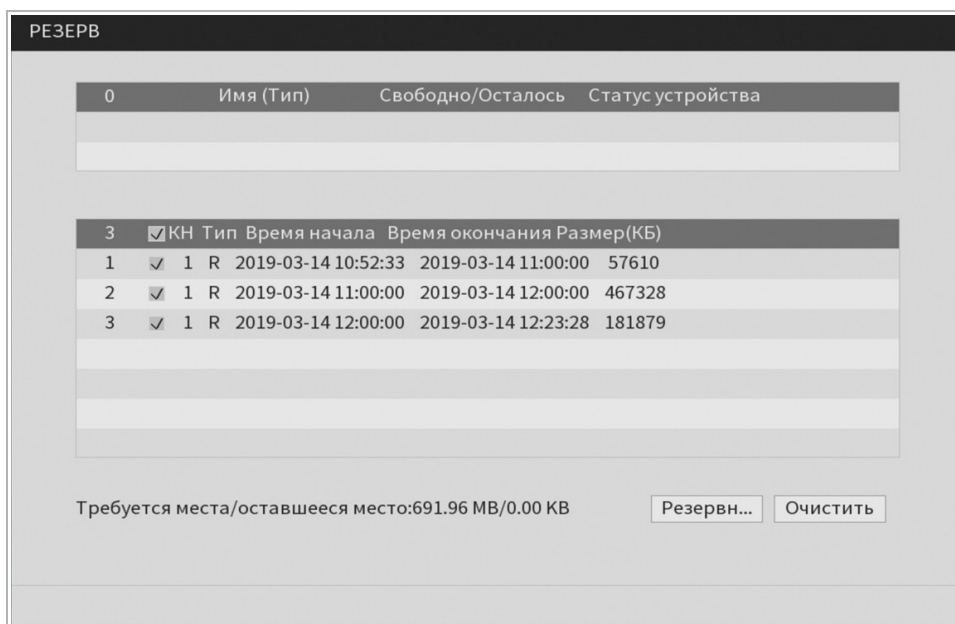 РЕЗЕРВ
0 Имя (Тип) Свободно/Осталось Статус устройства
3 КН Тип Время начала Время окончания Размер(КБ)
1 1 R 2019-03-14 10:52:33 2019-03-14 11:00:00 57610
2 1 R 2019-03-14 11:00:00 2019-03-14 12:00:00 467328
3 1 R 2019-03-14 12:00:00 2019-03-14 12:23:28 181879
Требуется места/оставшееся место:691.96 MB/0.00 KB Резервн... Очистить